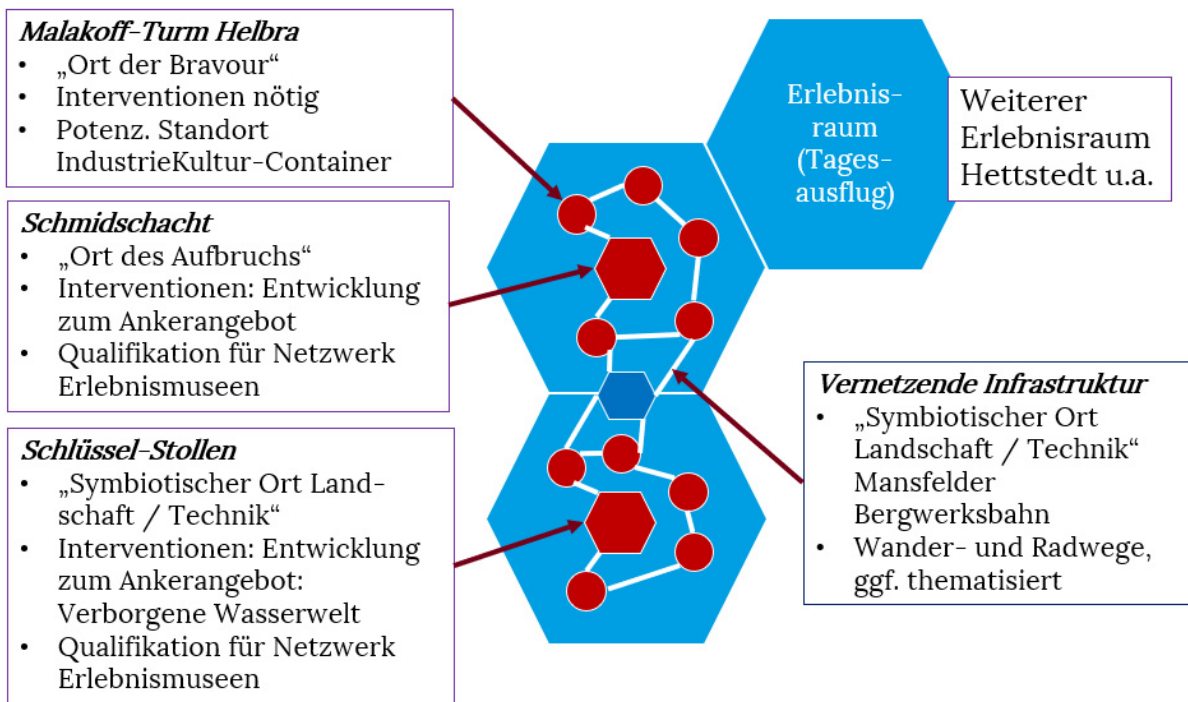 Malakoff-Turm Helbra
• „Ort der Bravour“
• Interventionen nötig
• Potenz. Standort
IndustrieKultur-Container
Schmidschacht
• „Ort des Aufbruchs“
• Interventionen: Entwicklung
zum Ankerangebot
• Qualifikation für Netzwerk
Erlebnismuseen
Schlüssel-Stollen
• „Symbiotischer Ort Land-
schaft / Technik“
• Interventionen: Entwicklung
zum Ankerangebot:
Verborgene Wasserwelt
• Qualifikation für Netzwerk
Erlebnismuseen
Erlebnis-
raum
(Tages-
ausflug)
Weiterer
Erlebnisraum
Hettstedt u.a.
Vernetzende Infrastruktur
• „Symbiotischer Ort
Landschaft / Technik“
Mansfelder
Bergwerksbahn
• Wander- und Radwege,
ggf. thematisiert